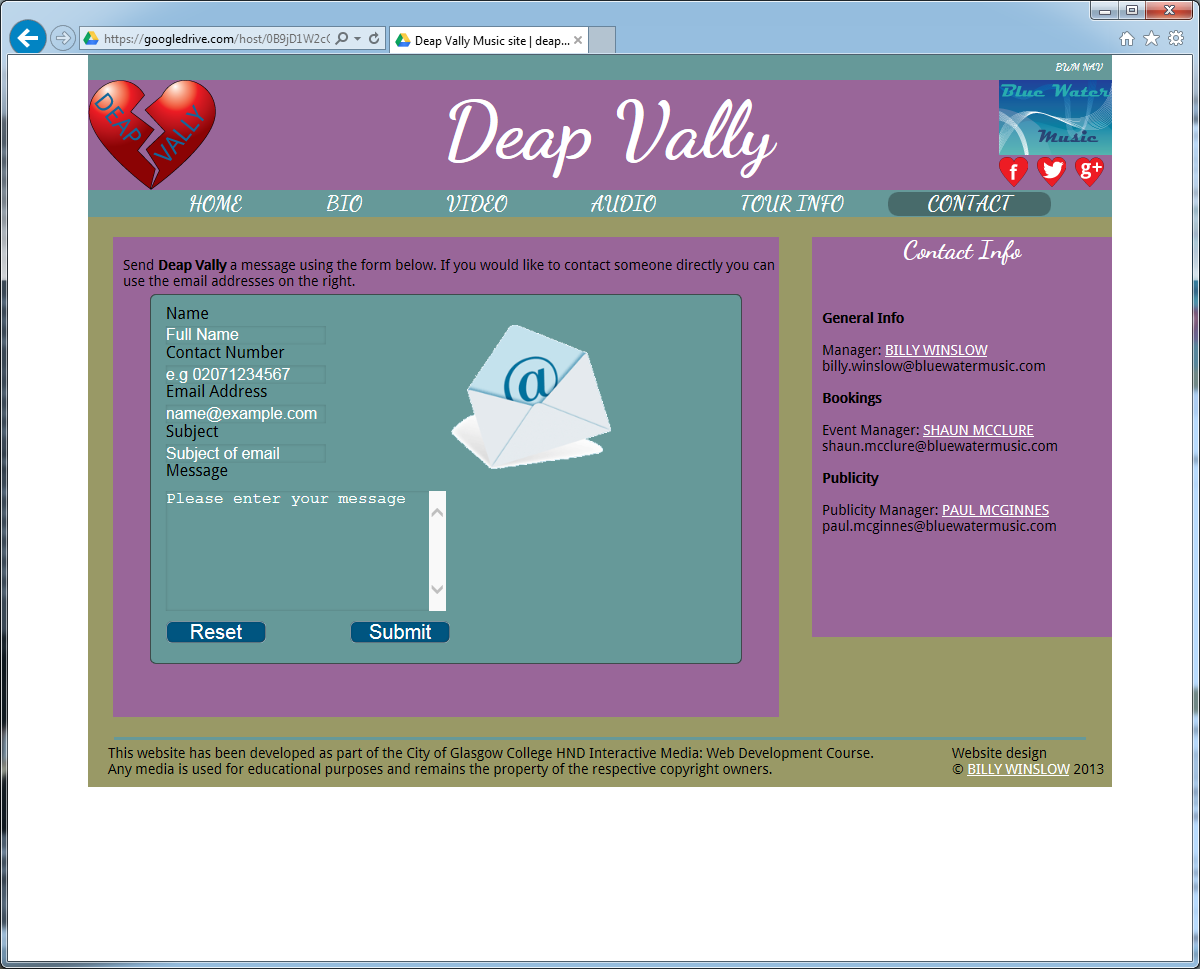 https://googledrive.com/host/0B9jD1W2c
Deap Vally Music site | deap...
BWM NAV
DEAP VALLY
Deap Vally
Blue Water
Music
f
g+
HOME BIO VIDEO AUDIO TOUR INFO CONTACT
Send Deap Vally a message using the form below. If you would like to contact someone directly you can
use the email addresses on the right.
Name
Full Name
Contact Number
e.g 02071234567
Email Address
name@example.com
Subject
Subject of email
Message
Please enter your message
Reset Submit
@
Contact Info
General Info
Manager: BILLY WINSLOW
billy.winslow@bluewatermusic.com
Bookings
Event Manager: SHAUN MCCLURE
shaun.mcclure@bluewatermusic.com
Publicity
Publicity Manager: PAUL MCGINNES
paul.mcginnes@bluewatermusic.com
This website has been developed as part of the City of Glasgow College HND Interactive Media: Web Development Course.
Any media is used for educational purposes and remains the property of the respective copyright owners.
Website design
© BILLY WINSLOW 2013